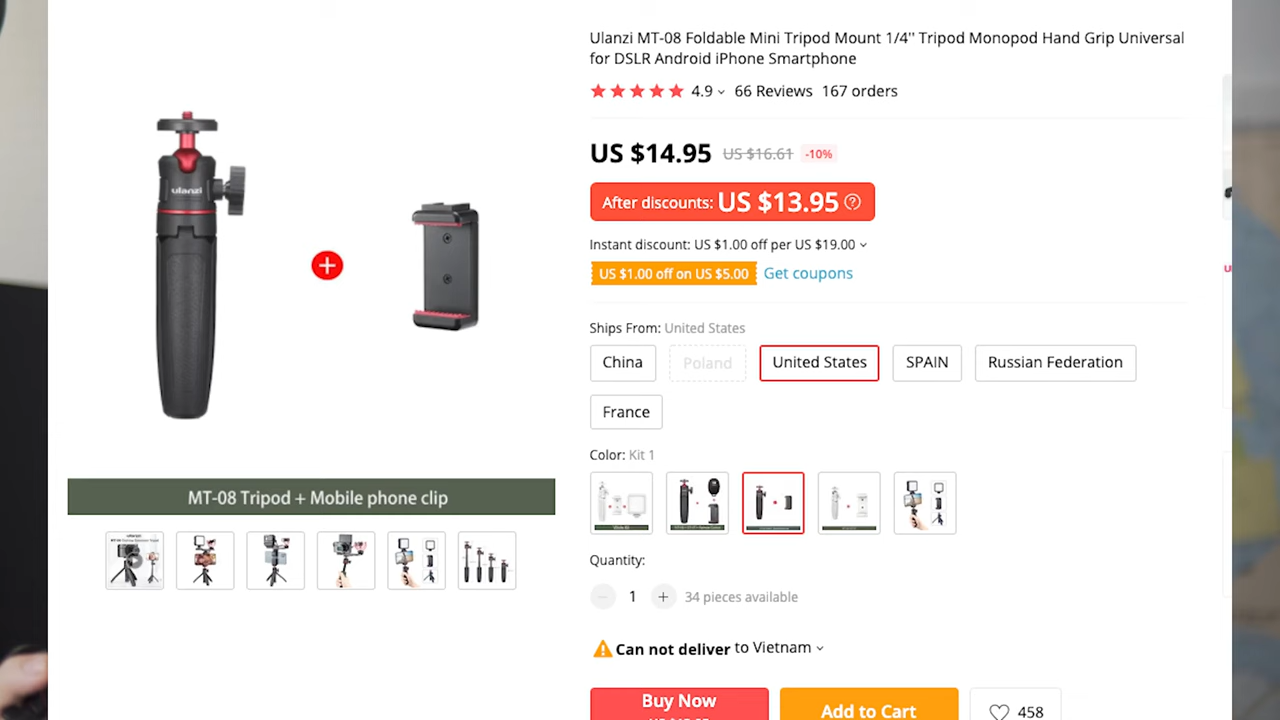 Ulanzi MT-08 Foldable Mini Tripod Mount 1/4'' Tripod Monopod Hand Grip Universal
for DSLR Android iPhone Smartphone
4.9 66 Reviews 167 orders
US $14.95 US $16.61 -10%
After discounts: US $13.95
Instant discount: US $1.00 off per US $19.00
US $1.00 off on US $5.00 Get coupons
Ships From: United States
China Poland United States SPAIN Russian Federation
France
Color: Kit 1
Quantity:
1 34 pieces available
Can not deliver to Vietnam
Buy Now Add to Cart 458
ulanzi
MT-08 Tripod + Mobile phone clip